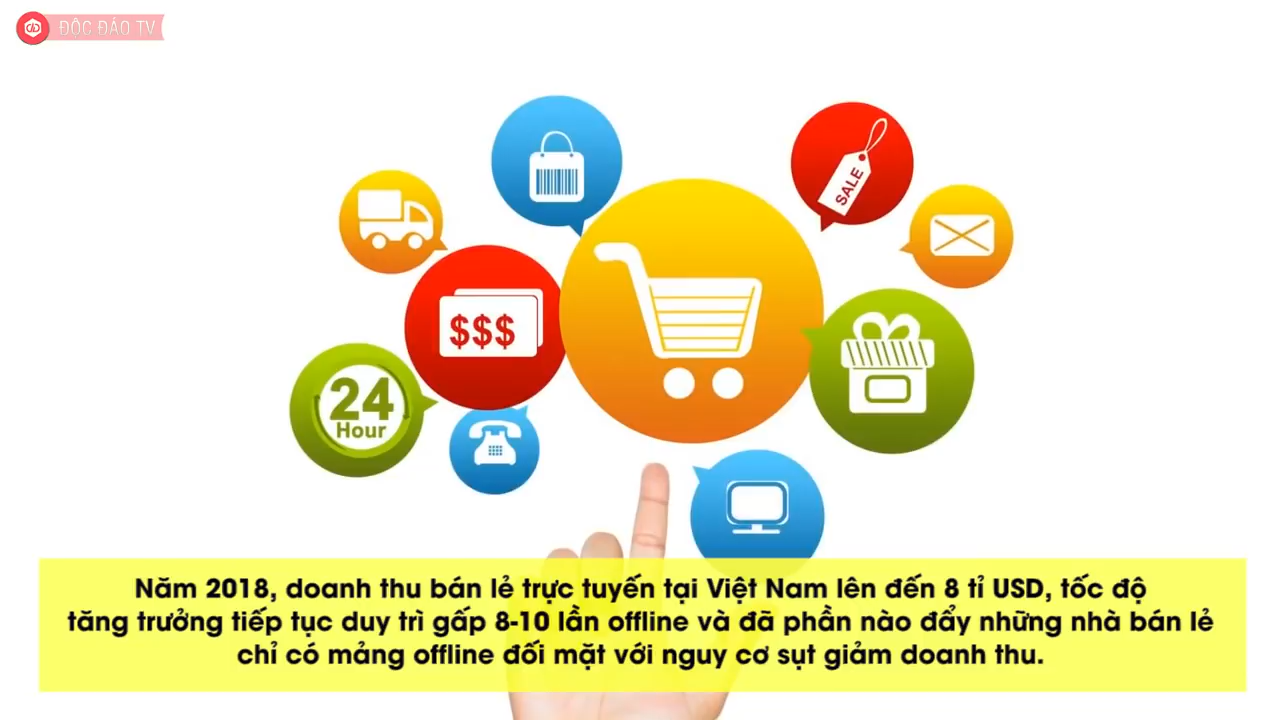 ĐỘC ĐÁO TV
SALE
$$$
24
Hour
Năm 2018, doanh thu bán lẻ trực tuyến tại Việt Nam lên đến 8 tỉ USD, tốc độ
tăng trưởng tiếp tục duy trì gấp 8-10 lần offline và đã phần nào đẩy những nhà bán lẻ
chỉ có mảng offline đối mặt với nguy cơ sụt giảm doanh thu.